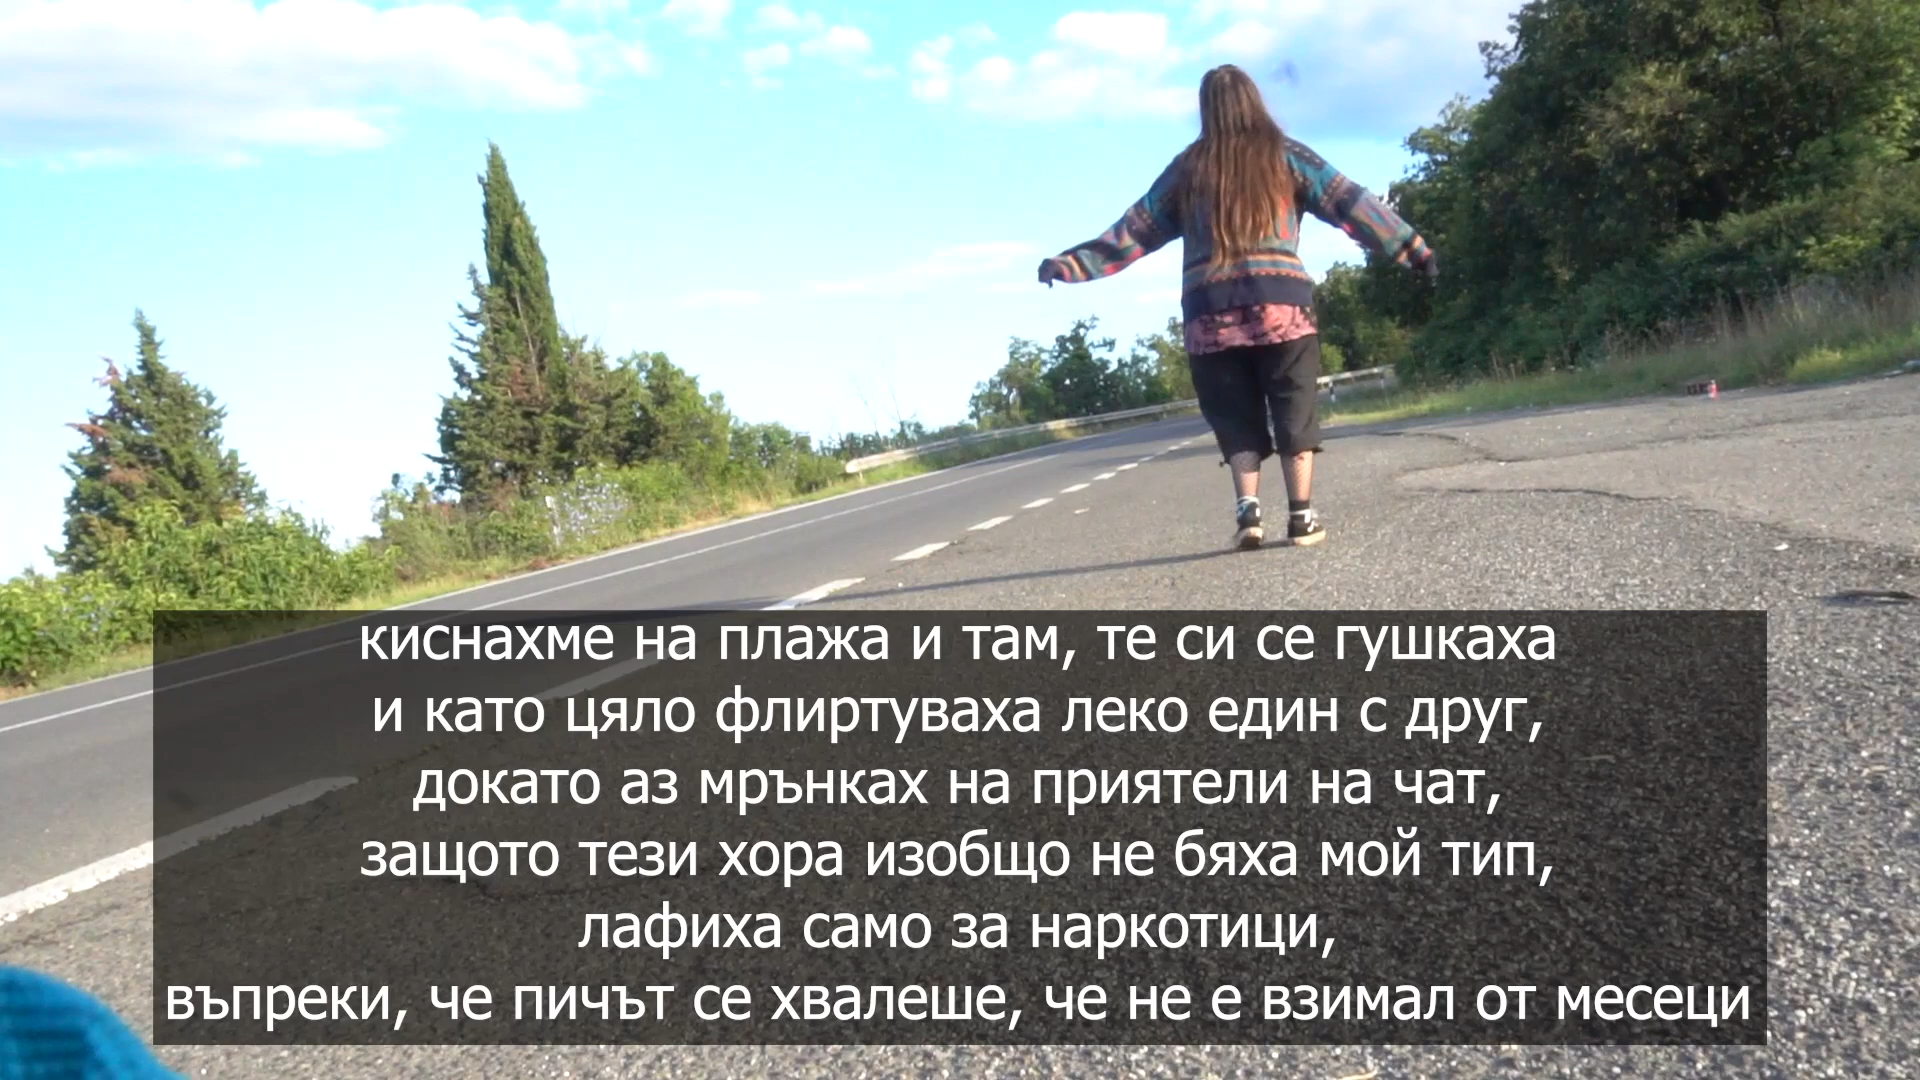 киснахме на плажа и там, те си се гушкаха
и като цяло флиртуваха леко един с друг,
докато аз мрънках на приятели на чат,
защото тези хора изобщо не бяха мой тип,
лафиха само за наркотици,
въпреки, че пичът се хвалеше, че не е взимал от месеци